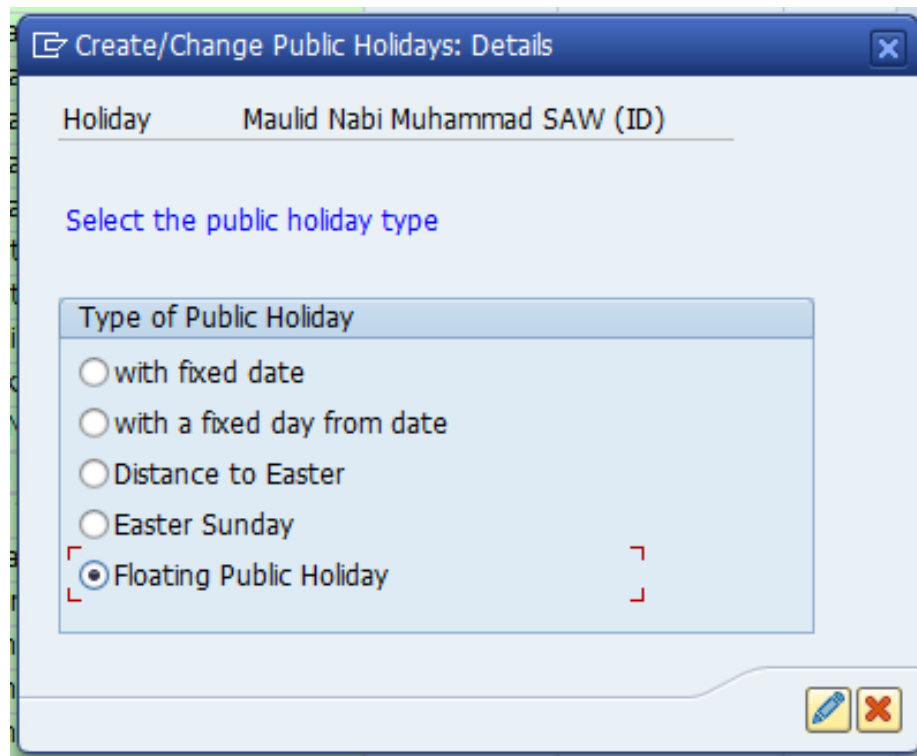 Create/Change Public Holidays: Details
Holiday Maulid Nabi Muhammad SAW (ID)
Select the public holiday type
Type of Public Holiday
with fixed date
with a fixed day from date
Distance to Easter
Easter Sunday
Floating Public Holiday